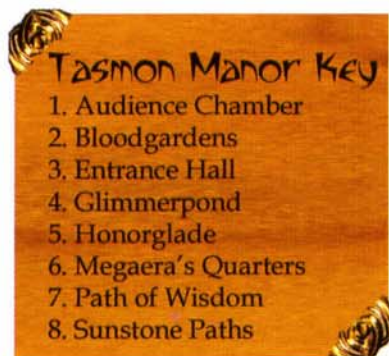 Tasmon Manor Key
1. Audience Chamber
2. Bloodgardens
3. Entrance Hall
4. Glimmerpond
5. Honorglade
6. Megaera's Quarters
7. Path of Wisdom
8. Sunstone Paths